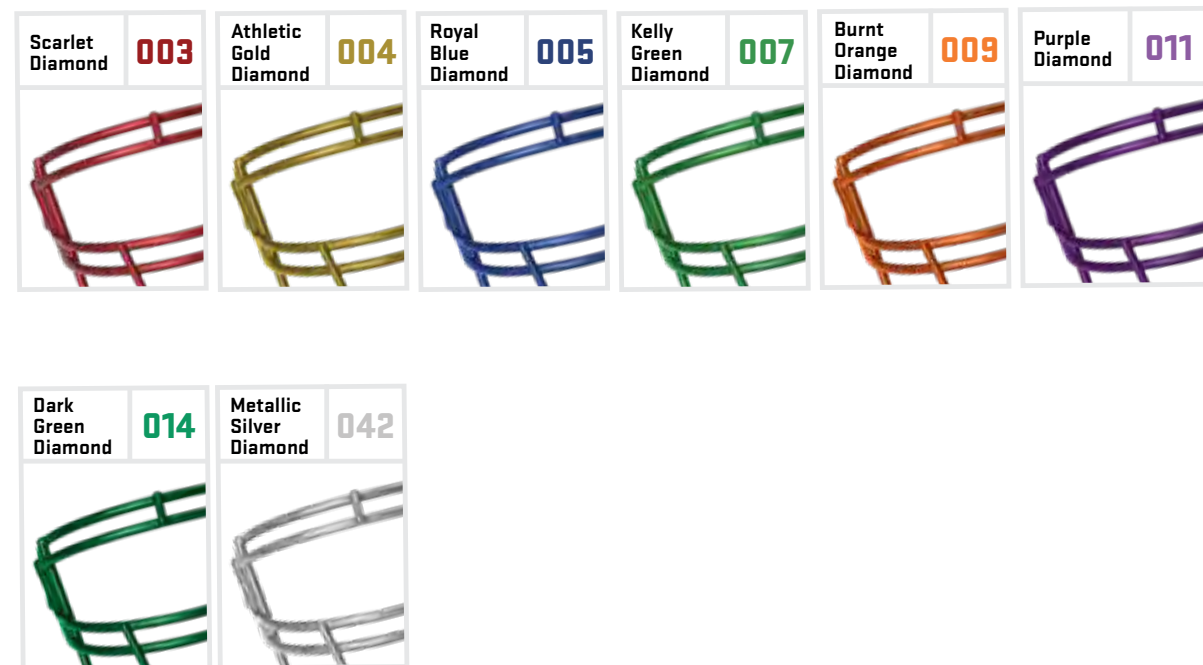 Scarlet
Diamond
003
Athletic
Gold
Diamond
004
Royal
Blue
Diamond
005
Kelly
Green
Diamond
007
Burnt
Orange
Diamond
009
Purple
Diamond
011
Dark
Green
Diamond
014
Metallic
Silver
Diamond
042